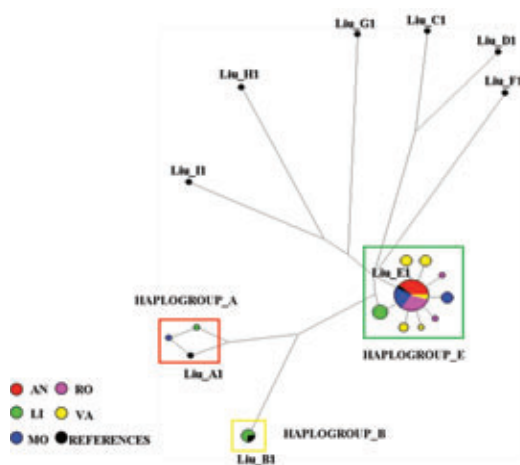 Liu_G1
Liu_C1
Liu_D1
Liu_H1
Liu_F1
Liu_I1
Liu_E1
HAPLOGROUP_A
HAPLOGROUP_E
Liu_A1
AN RO
LI VA
MO REFERENCES
HAPLOGROUP_B
Liu_B1